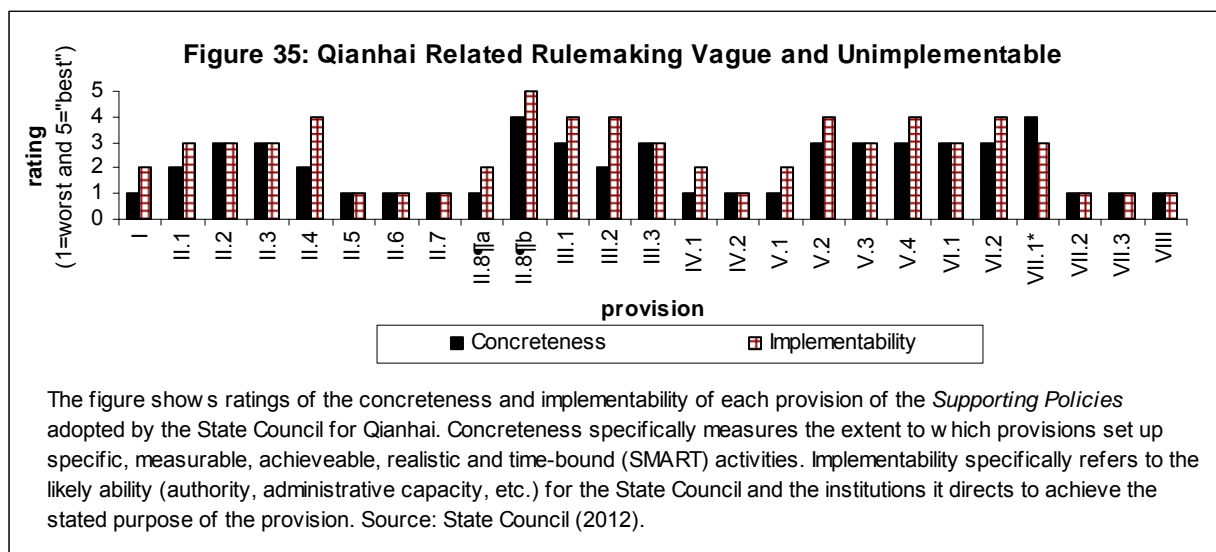 Figure 35: Qianhai Related Rulemaking Vague and Unimplementable
rating
(1=worst and 5="best")
5
4
3
2
1
0
I
II.1
II.2
II.3
II.4
II.5
II.6
II.7
II.8¶a
II.8¶b
III.1
III.2
III.3
IV.1
IV.2
V.1
V.2
V.3
V.4
VI.1
VI.2
VII.1*
VII.2
VII.3
VIII
provision
Concreteness
Implementability
The figure shows ratings of the concreteness and implementability of each provision of the Supporting Policies
adopted by the State Council for Qianhai. Concreteness specifically measures the extent to which provisions set up
specific, measurable, achieveable, realistic and time-bound (SMART) activities. Implementability specifically refers to the
likely ability (authority, administrative capacity, etc.) for the State Council and the institutions it directs to achieve the
stated purpose of the provision. Source: State Council (2012).